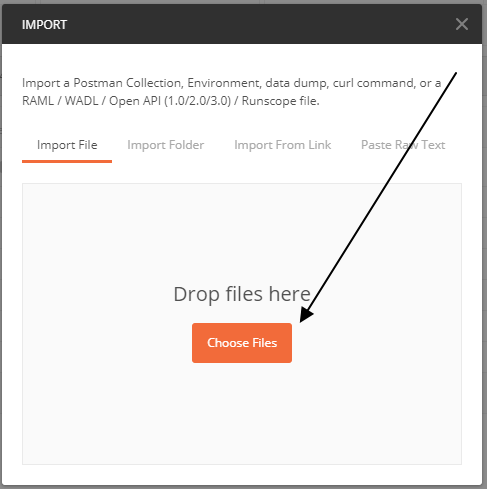 IMPORT
Import a Postman Collection, Environment, data dump, curl command, or a
RAML / WADL / Open API (1.0/2.0/3.0) / Runscope file.
Import File Import Folder Import From Link Paste Raw Text
Drop files here
Choose Files